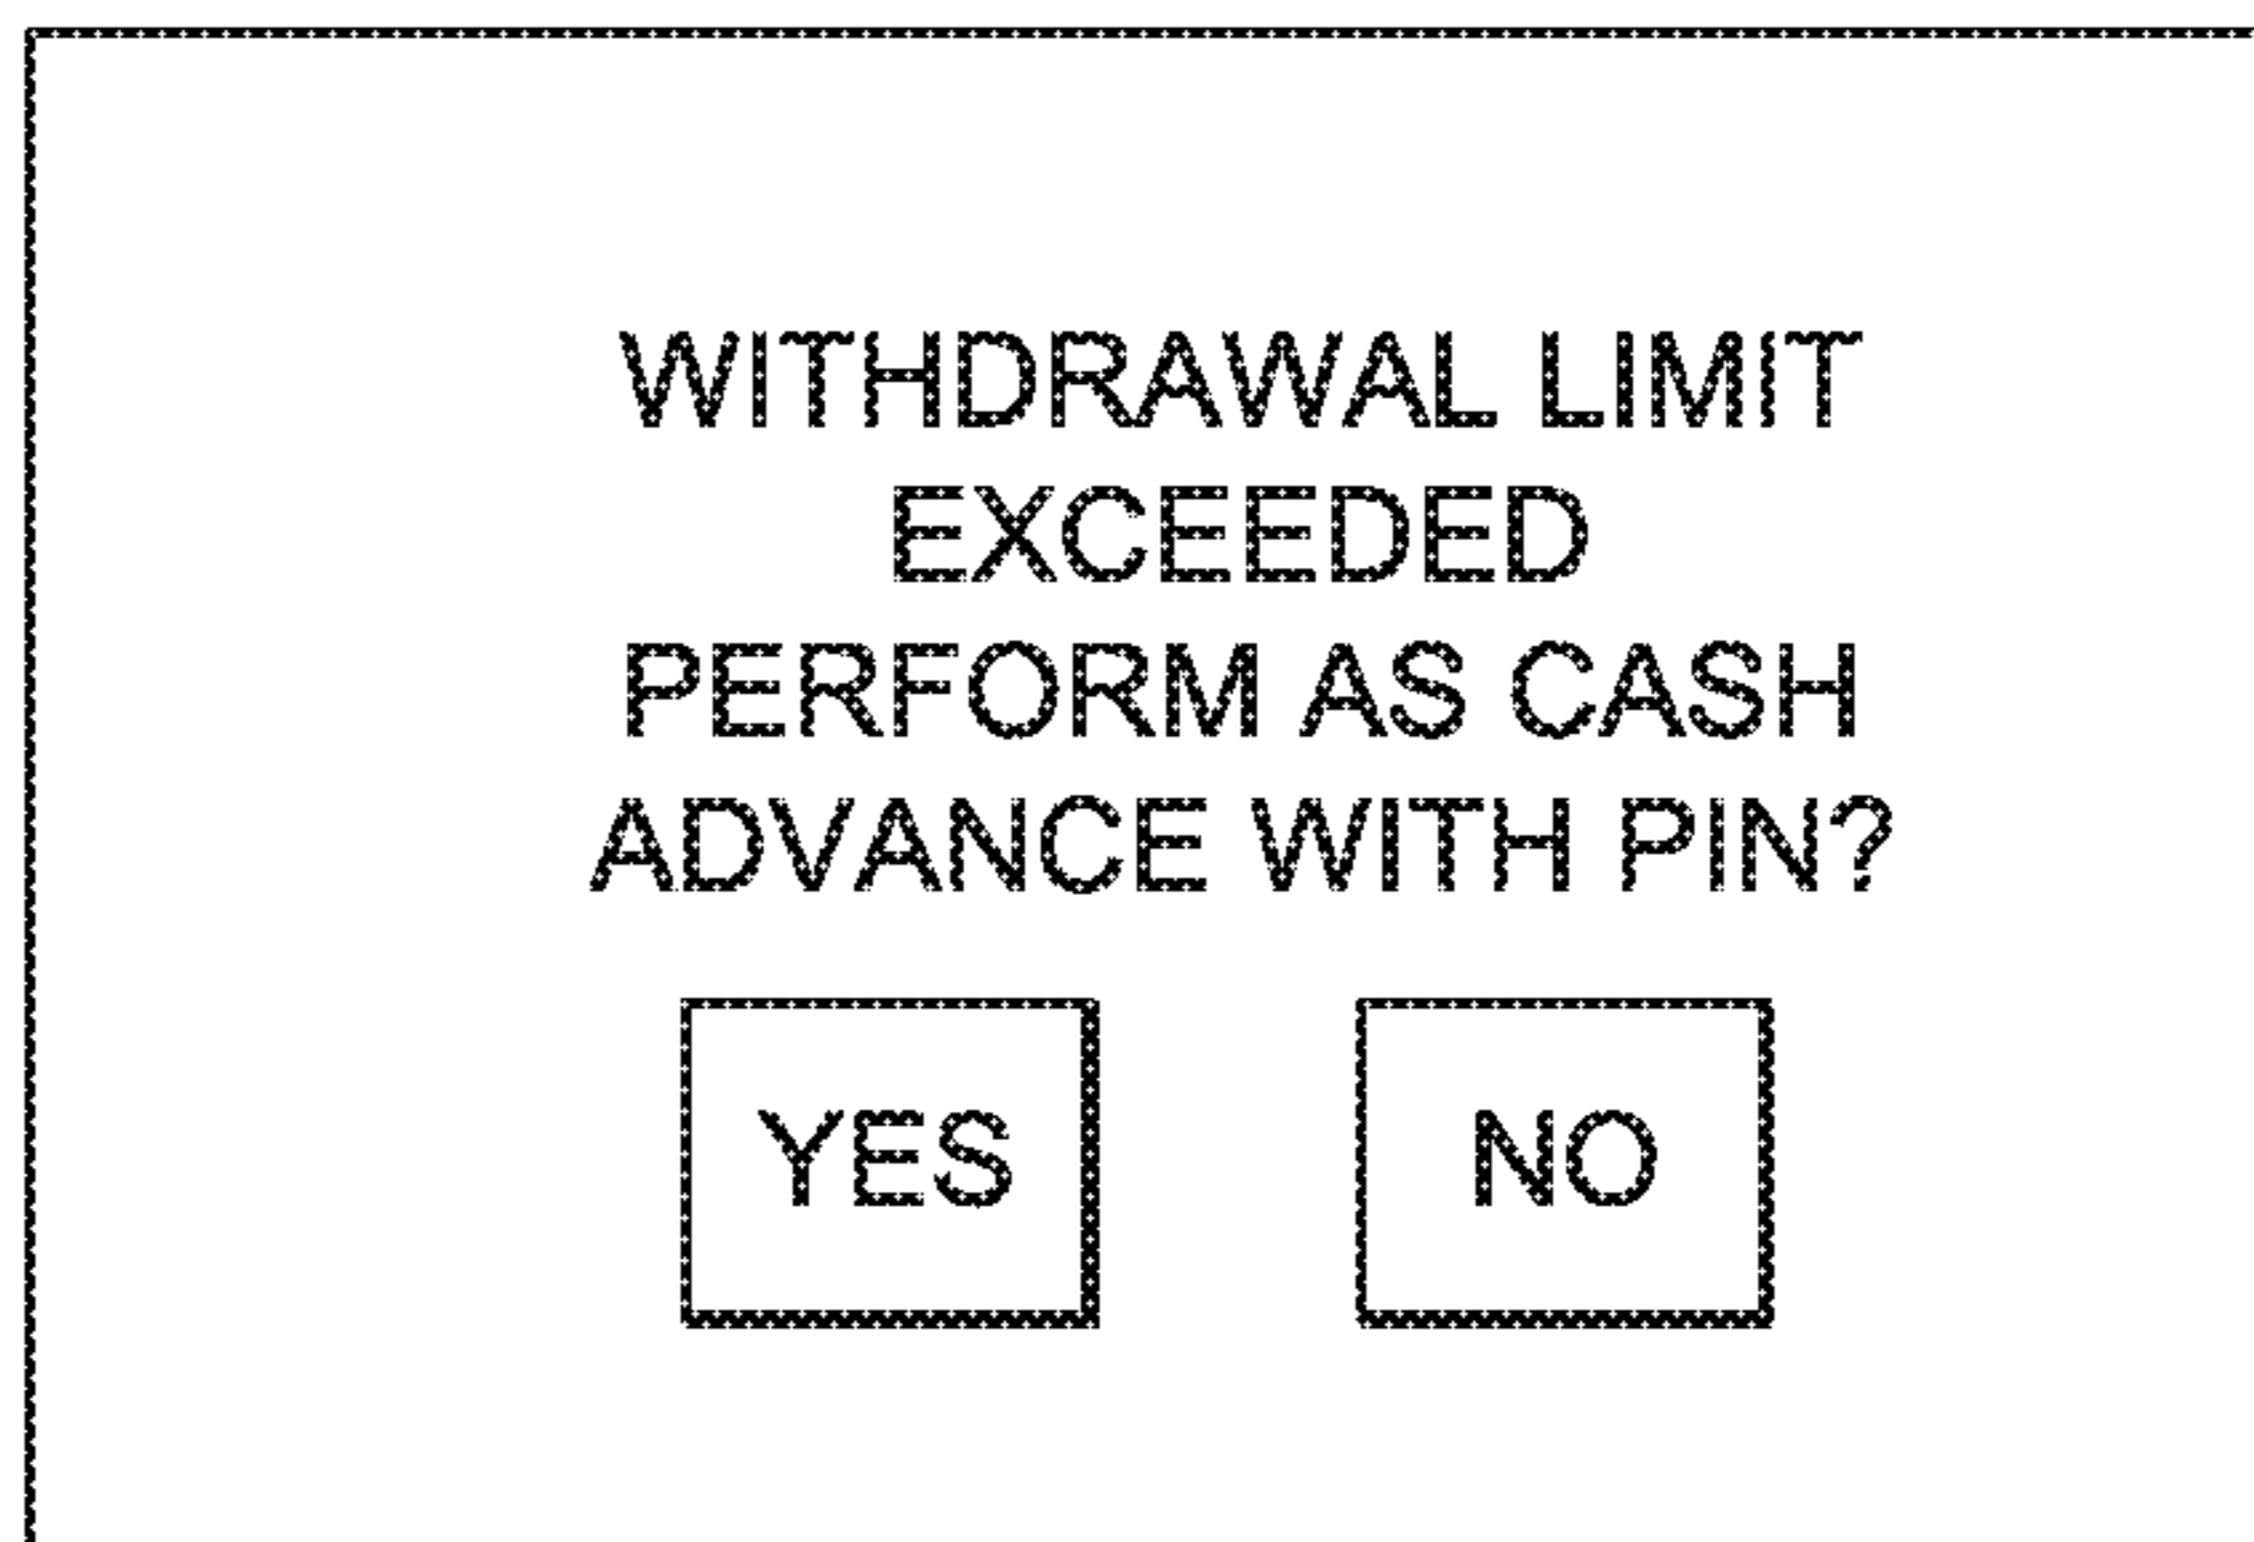 WITHDRAWAL LIMIT
EXCEEDED
PERFORM AS CASH
ADVANCE WITH PIN?
YES NO